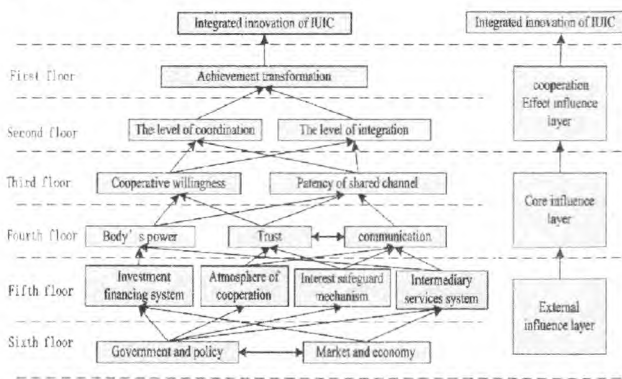 Integrated innovation of IUIC
Integrated innovation of IUIC
First floor
Achievement transformation
cooperation
Effect influence
layer
Second floor
The level of coordination
The level of integration
Third floor
Cooperative willingness
Patency of shared channel
Core influence
layer
Fourth floor
Body's power
Trust
communication
Fifth floor
Investment
financing system
Atmosphere of
cooperation
Interest safeguard
mechanism
Intermediary
services system
External
influence layer
Sixth floor
Government and policy
Market and economy